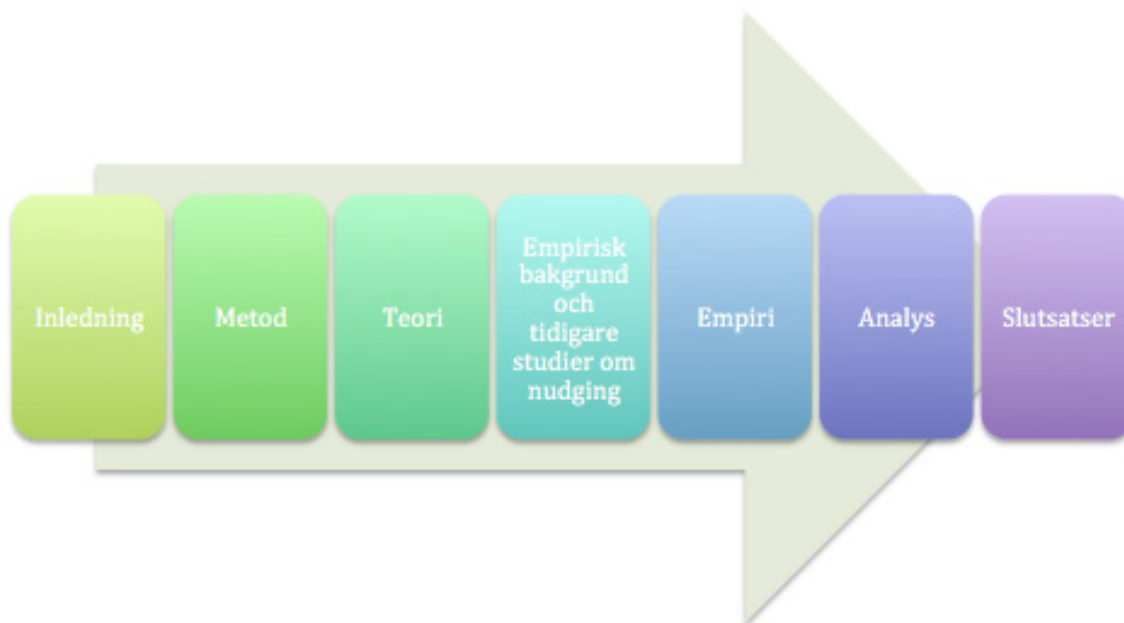 Inledning
Metod
Teori
Empirisk
bakgrund
och
tidigare
studier om
nudging
Empiri
Analys
Slutsatser